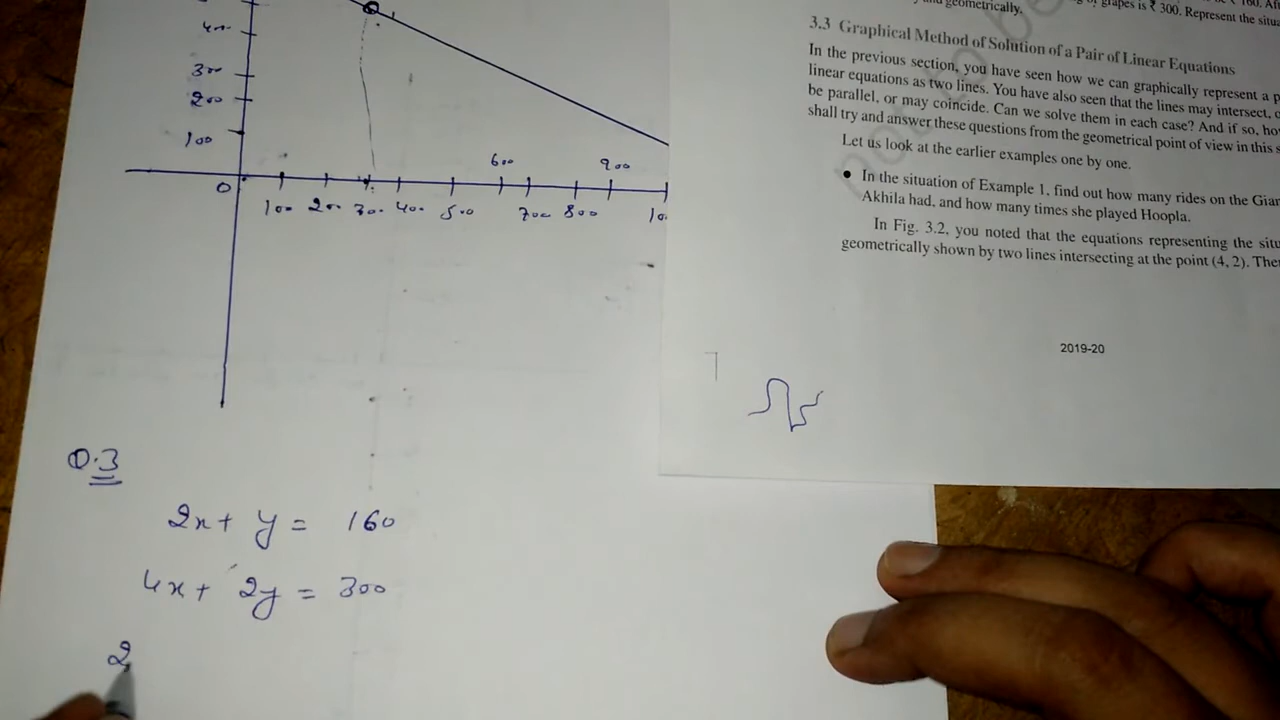 400
300
200
100
0
600 900
100 200 300 400 500 700 800
geometrically.
grapes is ₹ 300. Represent the
3.3 Graphical Method of Solution of a Pair of Linear Equations
In the previous section, you have seen how we can graphically represent a
linear equations as two lines. You have also seen that the lines may intersect,
be parallel, or may coincide. Can we solve them in each case? And if so,
shall try and answer these questions from the geometrical point of view in this
Let us look at the earlier examples one by one.
● In the situation of Example 1, find out how many rides on the
Akhila had, and how many times she played Hoopla.
In Fig. 3.2, you noted that the equations representing the
geometrically shown by two lines intersecting at the point (4, 2).
2019-20
Q.3
2x + y = 160
4x + 2y = 300
2